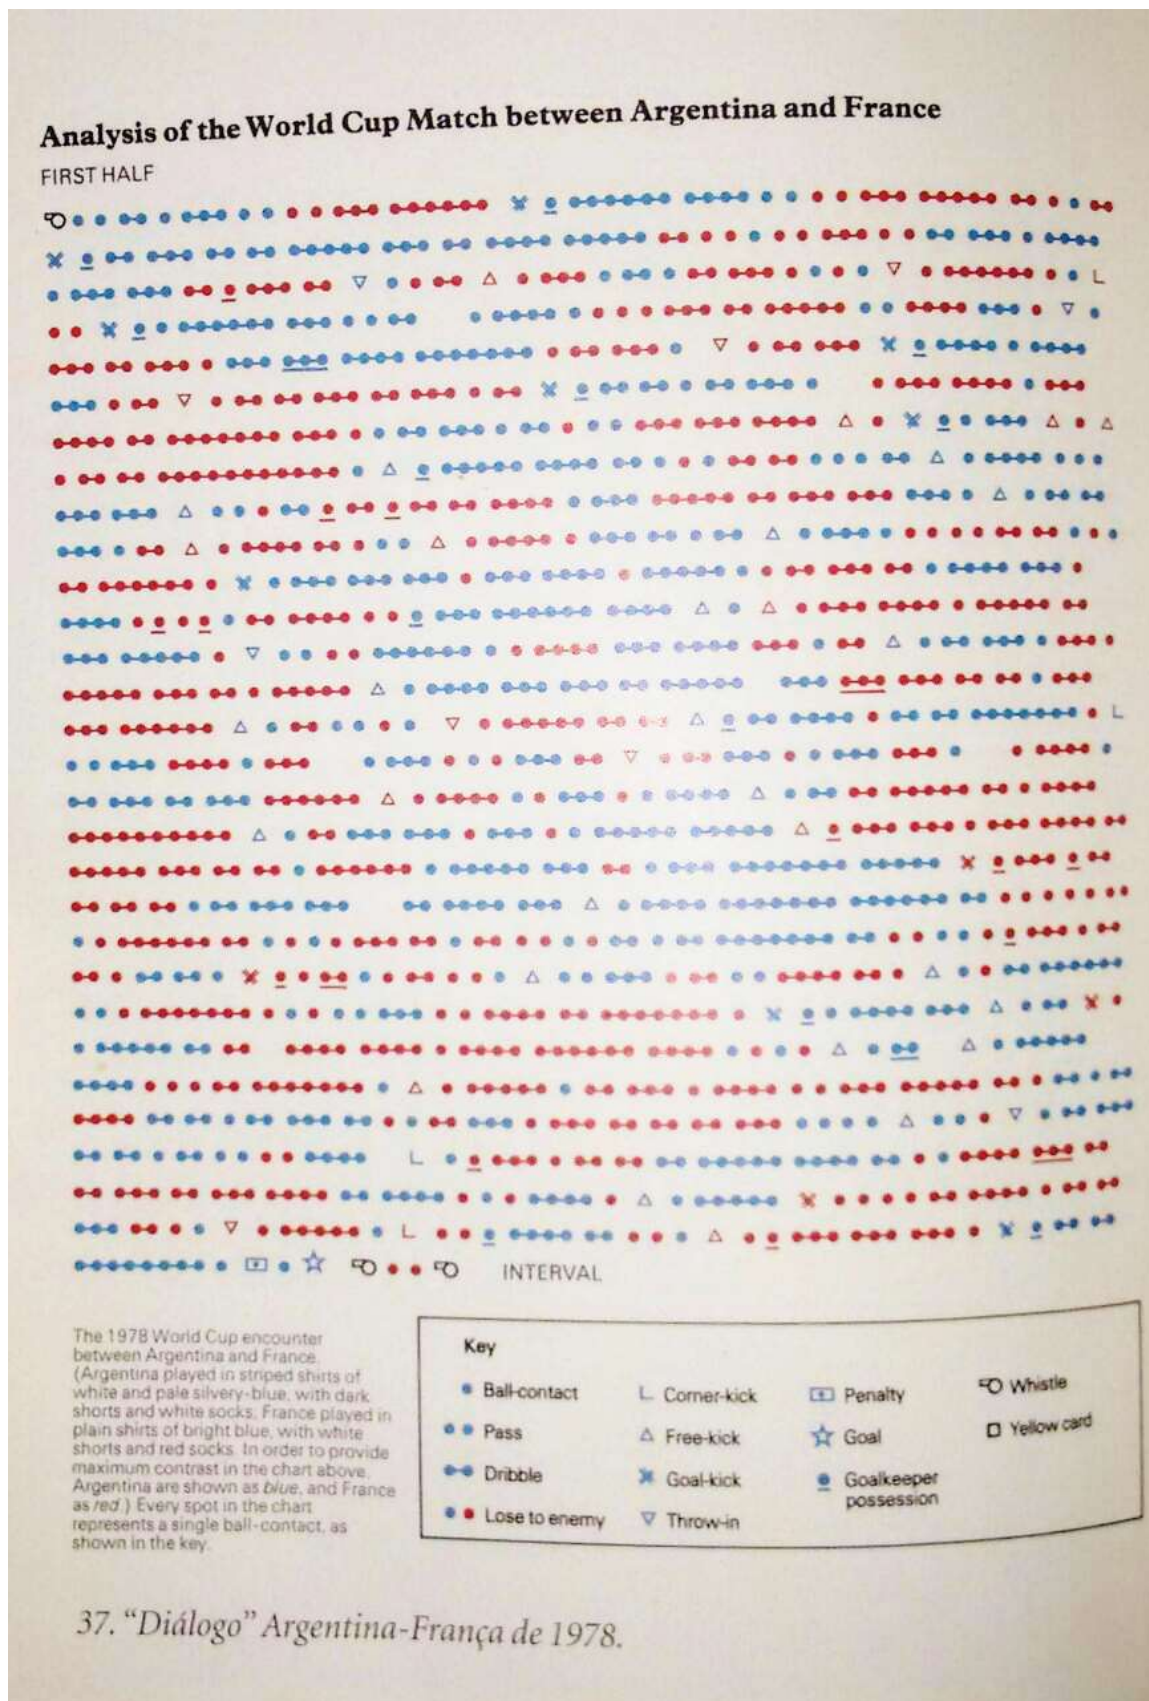 Analysis of the World Cup Match between Argentina and France
FIRST HALF
INTERVAL
The 1978 World Cup encounter
between Argentina and France.
(Argentina played in striped shirts of
white and pale silvery-blue, with dark
shorts and white socks. France played in
plain shirts of bright blue, with white
shorts and red socks. In order to provide
maximum contrast in the chart above,
Argentina are shown as blue, and France
as red.) Every spot in the chart
represents a single ball-contact, as
shown in the key.
Key
Ball-contact
Pass
Dribble
Lose to enemy
Corner-kick
Free-kick
Goal-kick
Throw-in
Penalty
Goal
Goalkeeper
possession
Whistle
Yellow card
37. "Diálogo" Argentina-França de 1978.